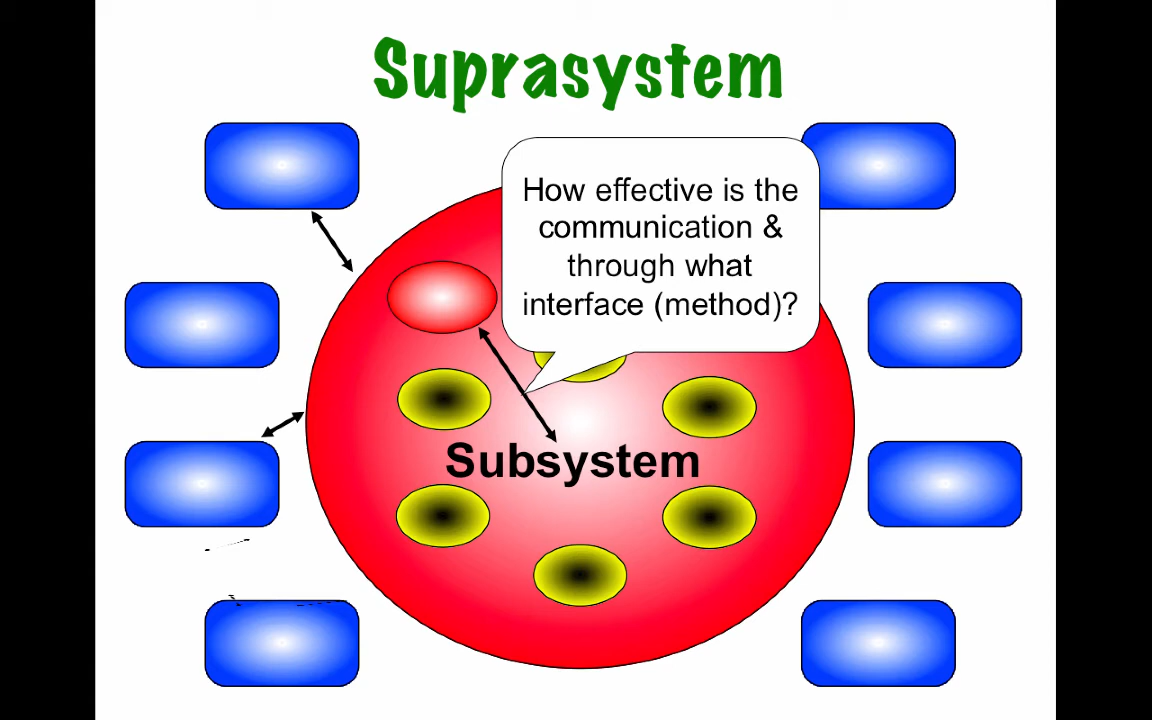 Suprasystem
How effective is the
communication &
through what
interface (method)?
Subsystem